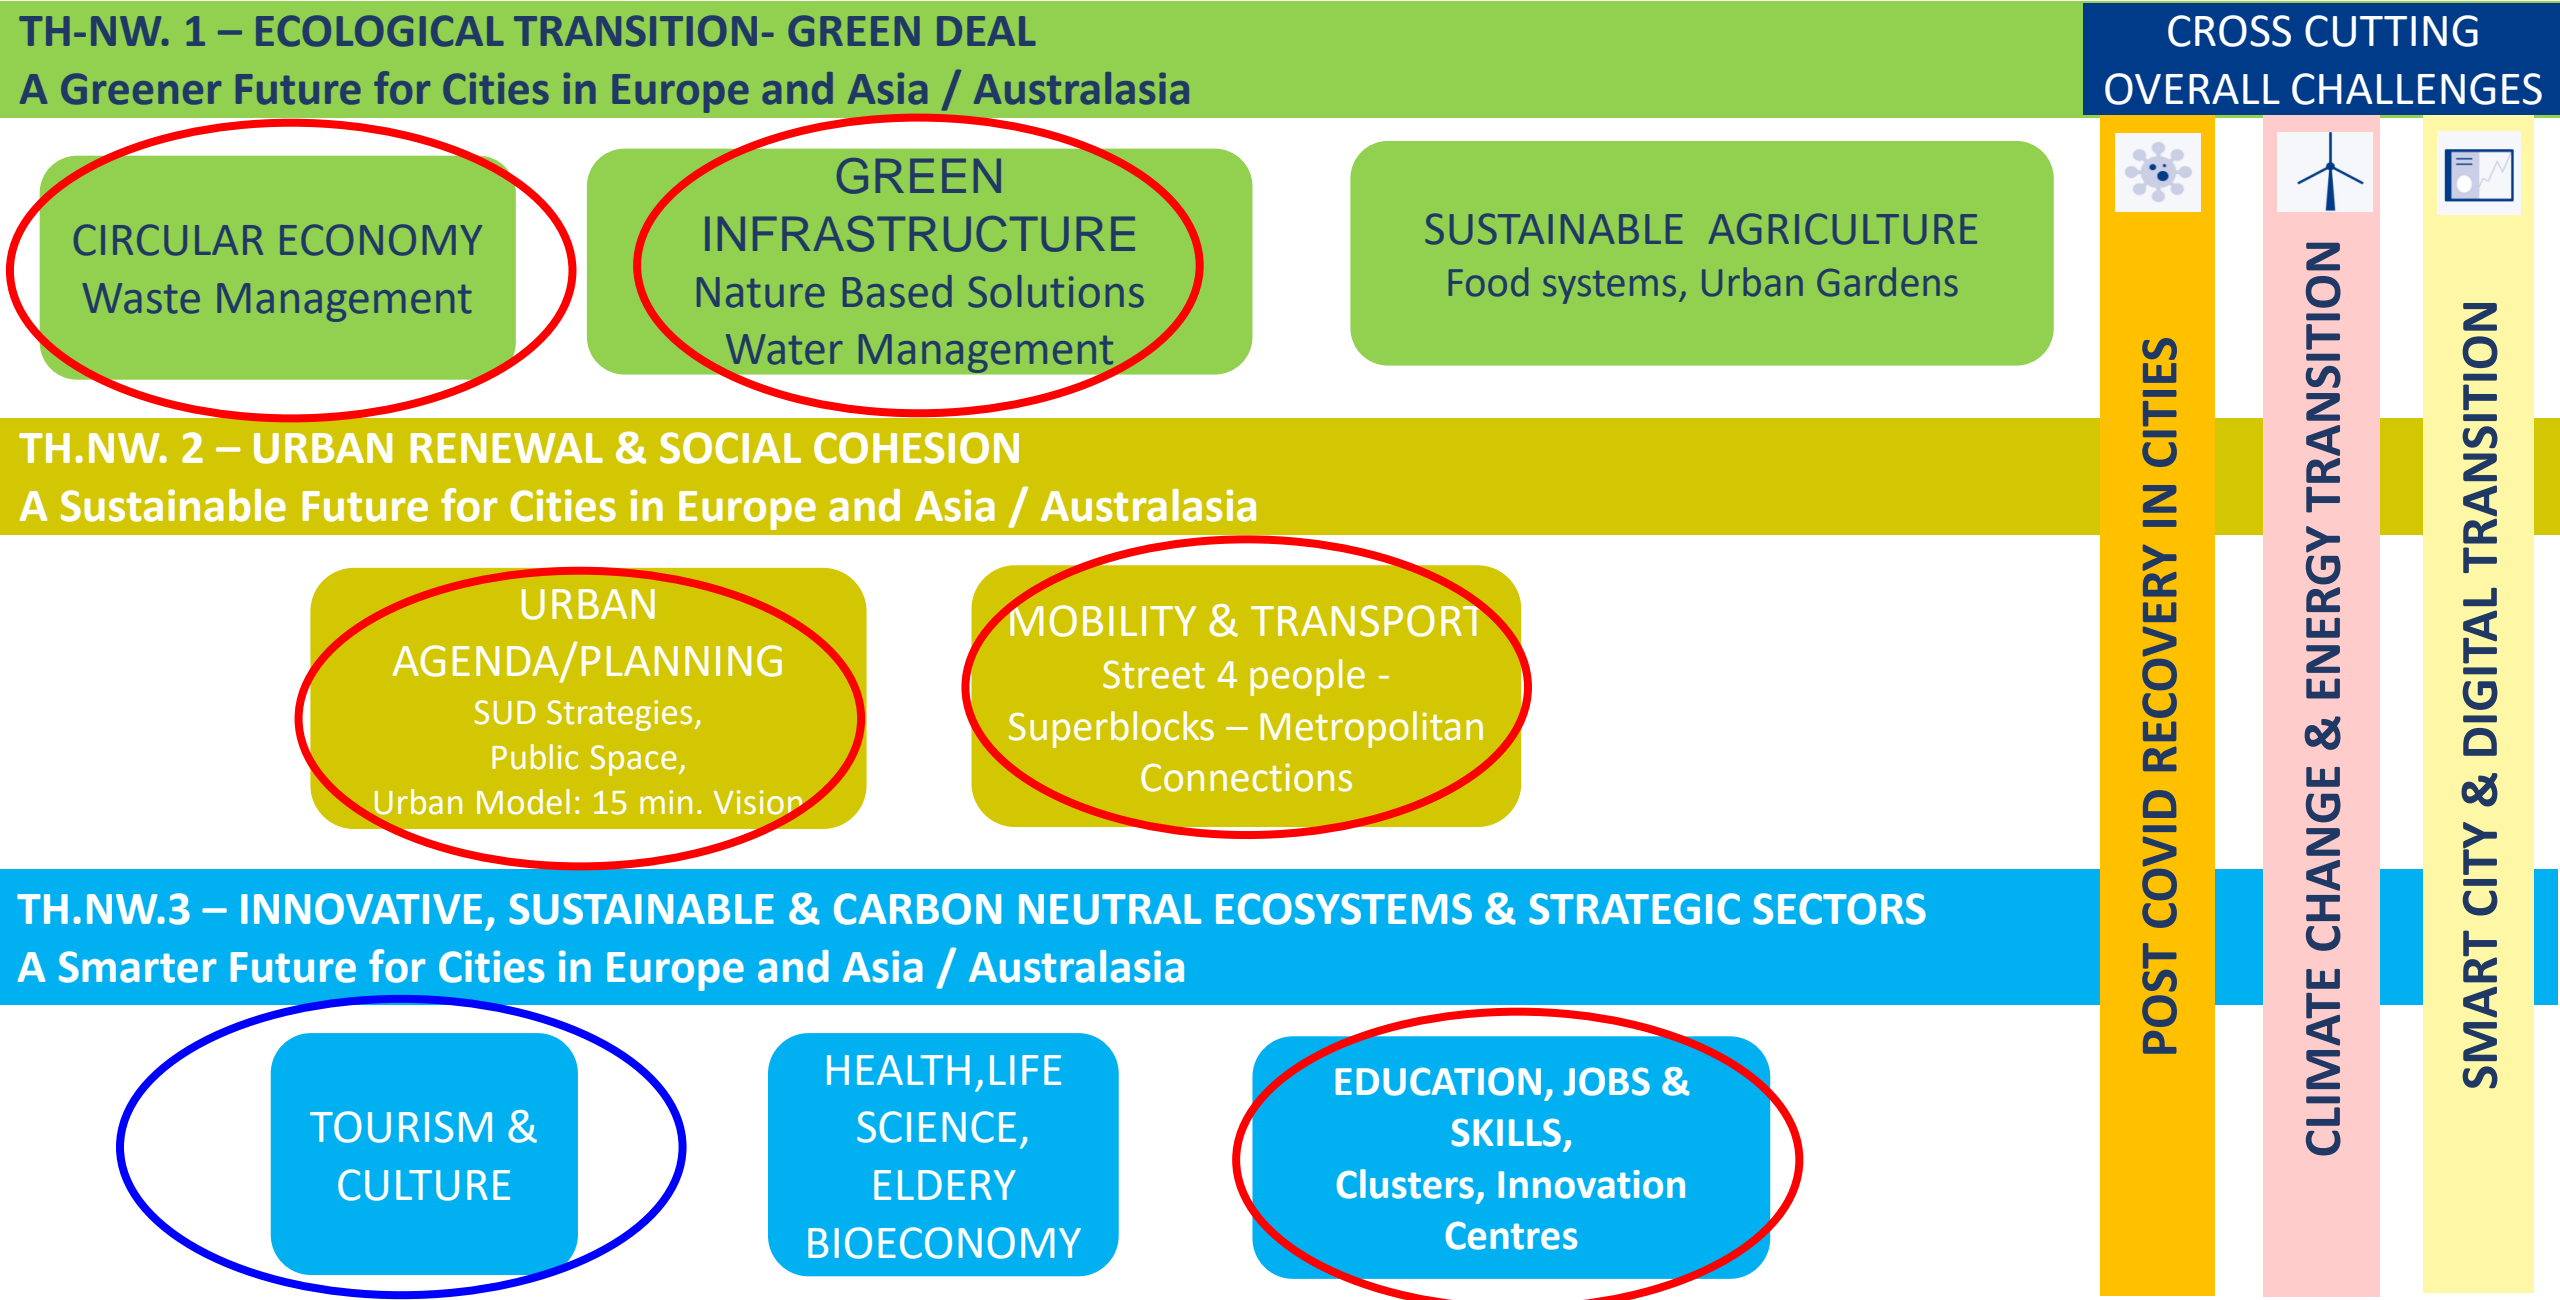 TH-NW. 1 – ECOLOGICAL TRANSITION- GREEN DEAL
A Greener Future for Cities in Europe and Asia / Australasia
CROSS CUTTING
OVERALL CHALLENGES
CIRCULAR ECONOMY
Waste Management
GREEN
INFRASTRUCTURE
Nature Based Solutions
Water Management
SUSTAINABLE AGRICULTURE
Food systems, Urban Gardens
TH.NW. 2 – URBAN RENEWAL & SOCIAL COHESION
A Sustainable Future for Cities in Europe and Asia / Australasia
URBAN
AGENDA/PLANNING
SUD Strategies,
Public Space,
Urban Model: 15 min. Vision
MOBILITY & TRANSPORT
Street 4 people -
Superblocks – Metropolitan
Connections
TH.NW.3 – INNOVATIVE, SUSTAINABLE & CARBON NEUTRAL ECOSYSTEMS & STRATEGIC SECTORS
A Smarter Future for Cities in Europe and Asia / Australasia
TOURISM &
CULTURE
HEALTH,LIFE
SCIENCE,
ELDERY
BIOECONOMY
EDUCATION, JOBS &
SKILLS,
Clusters, Innovation
Centres
POST COVID RECOVERY IN CITIES
CLIMATE CHANGE & ENERGY TRANSITION
SMART CITY & DIGITAL TRANSITION